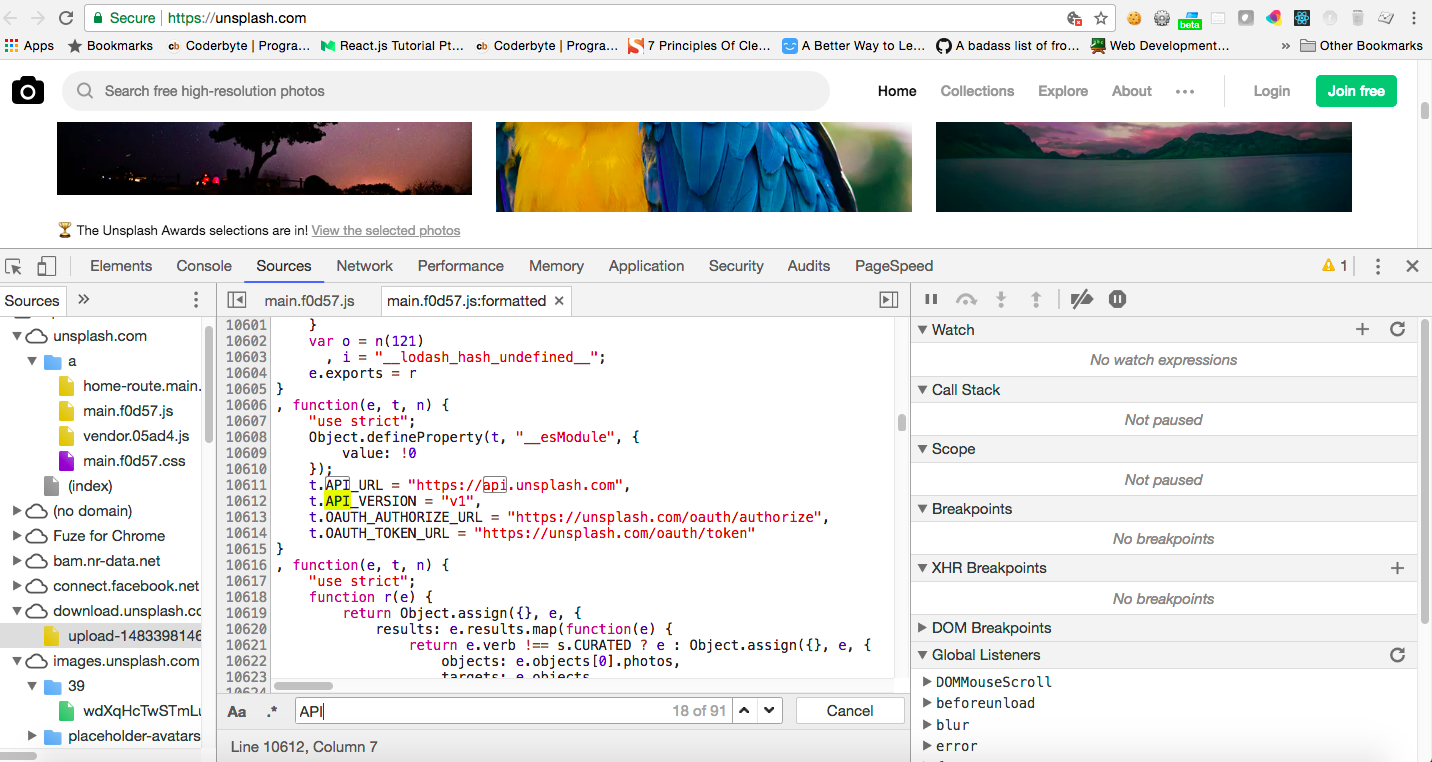 Secure https://unsplash.com
beta
Apps Bookmarks cb Coderbyte | Progra… React.js Tutorial Pt… cb Coderbyte | Progra… 7 Principles Of Cle… A Better Way to Le… A badass list of fro… Web Development… » Other Bookmarks
Search free high-resolution photos Home Collections Explore About ••• Login Join free
The Unsplash Awards selections are in! View the selected photos
Elements Console Sources Network Performance Memory Application Security Audits PageSpeed 1
Sources » main.f0d57.js main.f0d57.js:formatted ×
unsplash.com
a
home-route.main.
main.f0d57.js
vendor.05ad4.js
main.f0d57.css
(index)
(no domain)
Fuze for Chrome
bam.nr-data.net
connect.facebook.net
download.unsplash.co
upload-1483398146
images.unsplash.com
39
wdXqHcTwSTmLu
placeholder-avatars
10601 }
10602 var o = n(121)
10603 , i = "__lodash_hash_undefined__";
10604 e.exports = r
10605 }
10606 , function(e, t, n) {
10607 "use strict";
10608 Object.defineProperty(t, "__esModule", {
10609 value: !0
10610 });
10611 t.API_URL = "https://api.unsplash.com",
10612 t.API_VERSION = "v1",
10613 t.OAUTH_AUTHORIZE_URL = "https://unsplash.com/oauth/authorize",
10614 t.OAUTH_TOKEN_URL = "https://unsplash.com/oauth/token"
10615 }
10616 , function(e, t, n) {
10617 "use strict";
10618 function r(e) {
10619 return Object.assign({}, e, {
10620 results: e.results.map(function(e) {
10621 return e.verb !== s.CURATED ? e : Object.assign({}, e, {
10622 objects: e.objects[0].photos,
10623 targets: e.objects
10624
Aa .* API 18 of 91 Cancel
Line 10612, Column 7
Watch
No watch expressions
Call Stack
Not paused
Scope
Not paused
Breakpoints
No breakpoints
XHR Breakpoints
No breakpoints
DOM Breakpoints
Global Listeners
DOMMouseScroll
beforeunload
blur
error